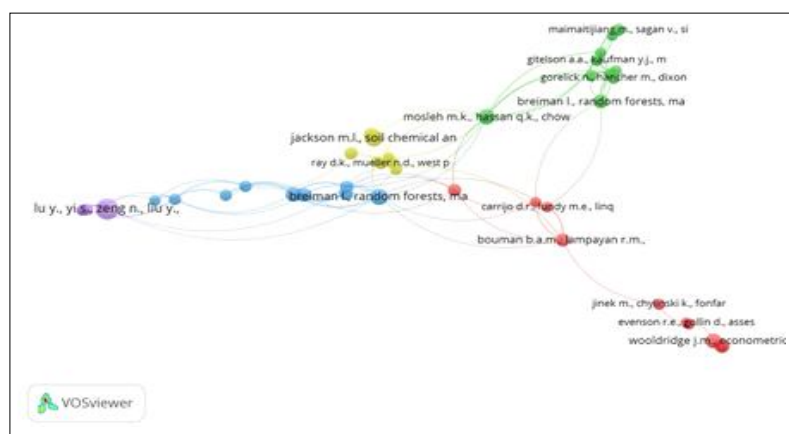 maimaitijiang m., sagan v., si
gitelson a.a., kaufman y.j., m
gorelick n., hancher m., dixon
breiman l., random forests, ma
mosleh m.k., hassan q.k., chow
jackson m.l., soil chemical an
ray d.k., mueller n.d., west p
breiman l., random forests, ma
lu y., yi s., zeng n., liu y.,
carrijo d.r., lundy m.e., linq
bouman b.a.m., lampayan r.m.,
jinek m., chylinski k., fonfar
evenson r.e., gollin d., asses
wooldridge j.m., econometric
VOSviewer